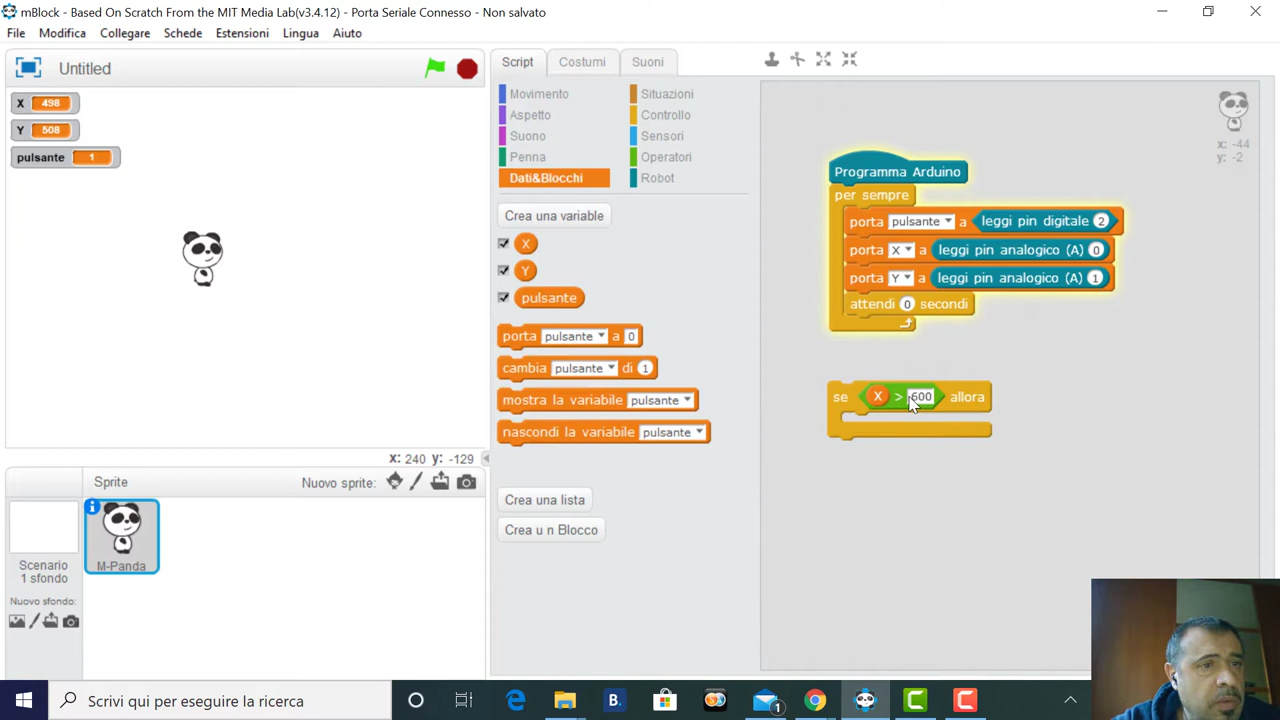 mBlock - Based On Scratch From the MIT Media Lab(v3.4.12) - Porta Seriale Connesso - Non salvato
File Modifica Collegare Schede Estensioni Lingua Aiuto
Untitled
X 498
Y 508
pulsante 1
x: 240 y: -129
Sprite Nuovo sprite:
Scenario
1 sfondo
Nuovo sfondo:
M-Panda
Script Costumi Suoni
Movimento Situazioni
Aspetto Controllo
Suono Sensori
Penna Operatori
Dati&Blocchi Robot
Crea una variable
X
Y
pulsante
porta pulsante a 0
cambia pulsante di 1
mostra la variabile pulsante
nascondi la variabile pulsante
Crea una lista
Crea u n Blocco
x: -44
y: -2
Programma Arduino
per sempre
porta pulsante a leggi pin digitale 2
porta X a leggi pin analogico (A) 0
porta Y a leggi pin analogico (A) 1
attendi 0 secondi
se X > 600 allora
Scrivi qui per eseguire la ricerca
B.
1